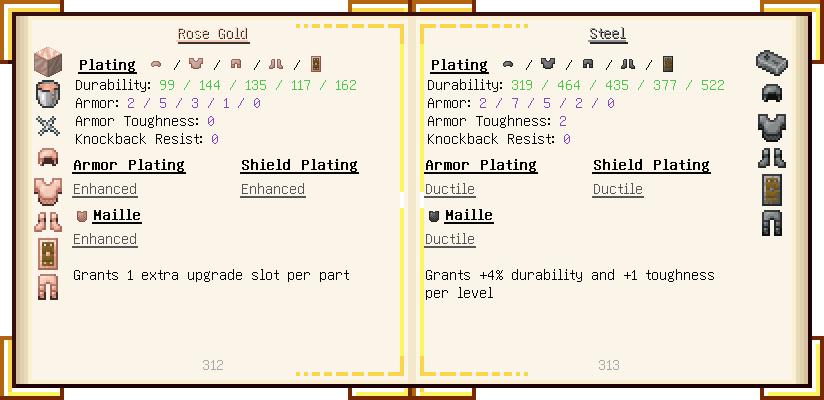 Rose Gold
Plating / / / /
Durability: 99 / 144 / 135 / 117 / 162
Armor: 2 / 5 / 3 / 1 / 0
Armor Toughness: 0
Knockback Resist: 0
Armor Plating Shield Plating
Enhanced Enhanced
Maille
Enhanced
Grants 1 extra upgrade slot per part
312
Steel
Plating / / / /
Durability: 319 / 464 / 435 / 377 / 522
Armor: 2 / 7 / 5 / 2 / 0
Armor Toughness: 2
Knockback Resist: 0
Armor Plating Shield Plating
Ductile Ductile
Maille
Ductile
Grants +4% durability and +1 toughness
per level
313